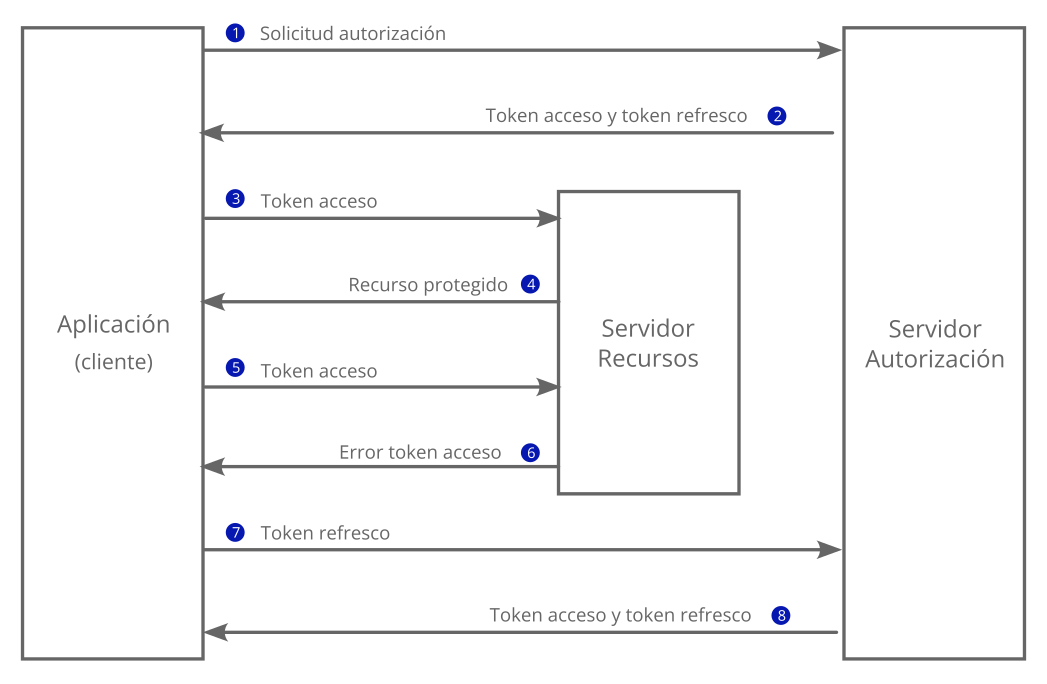 1 Solicitud autorización
Token acceso y token refresco 2
3 Token acceso
Recurso protegido 4
Aplicación
(cliente)
Servidor
Recursos
Servidor
Autorización
5 Token acceso
Error token acceso 6
7 Token refresco
Token acceso y token refresco 8